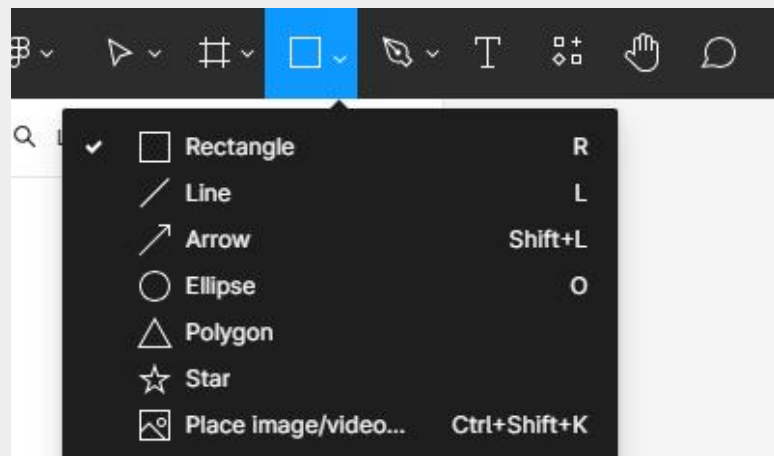 Rectangle R
Line L
Arrow Shift+L
Ellipse O
Polygon
Star
Place image/video... Ctrl+Shift+K